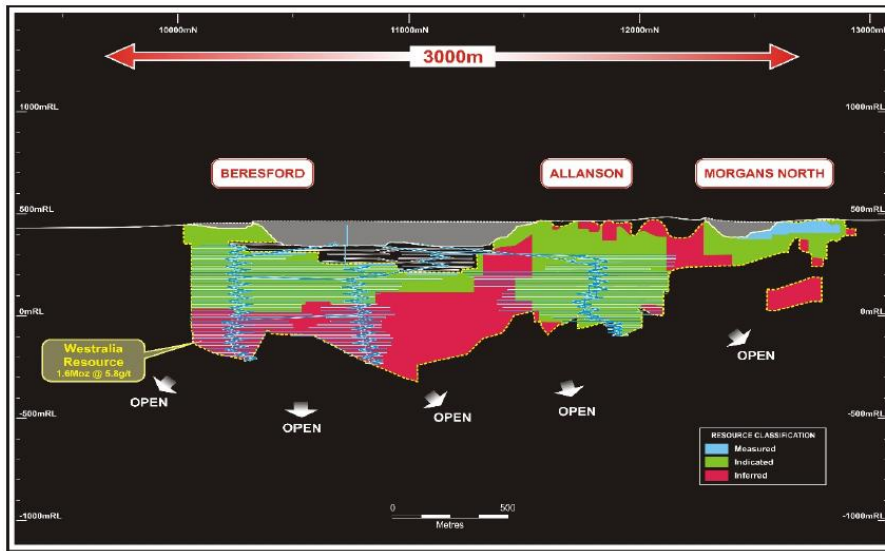 10000mN 11000mN 12000mN 13000mN
3000m
1000mRL 1000mRL
BERESFORD ALLANSON MORGANS NORTH
500mRL 500mRL
0mRL 0mRL
Westralia
Resource
1.6Moz @ 5.8g/t
OPEN OPEN OPEN OPEN OPEN
-500mRL -500mRL
RESOURCE CLASSIFICATION
Measured
Indicated
Inferred
0 500
Metres
-1000mRL -1000mRL